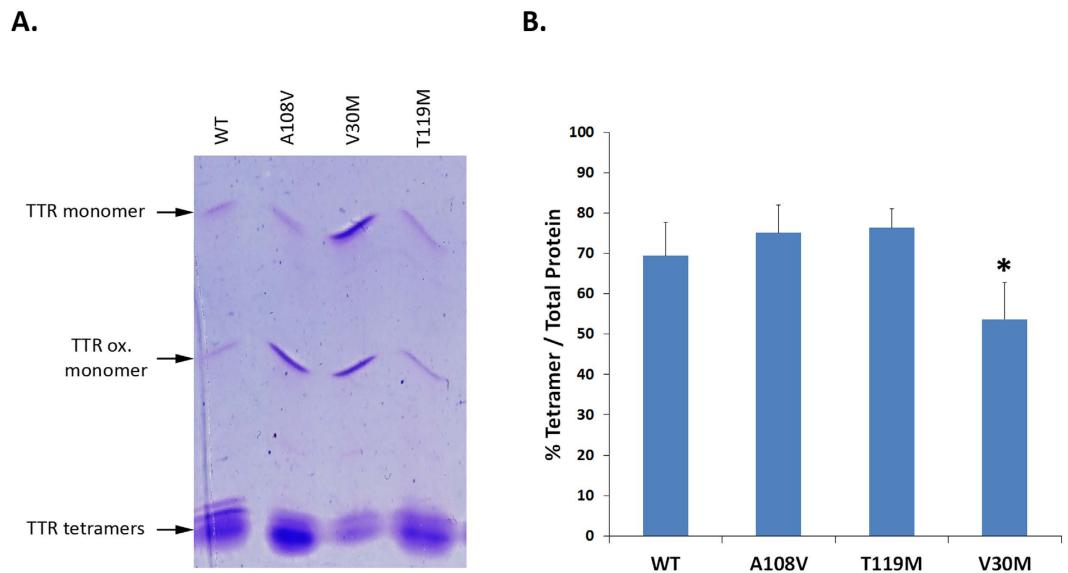 A.
B.
WT
A108V
V30M
T119M
TTR monomer
TTR ox.
monomer
TTR tetramers
% Tetramer / Total Protein
100
90
80
70
60
50
40
30
20
10
0
*
WT
A108V
T119M
V30M